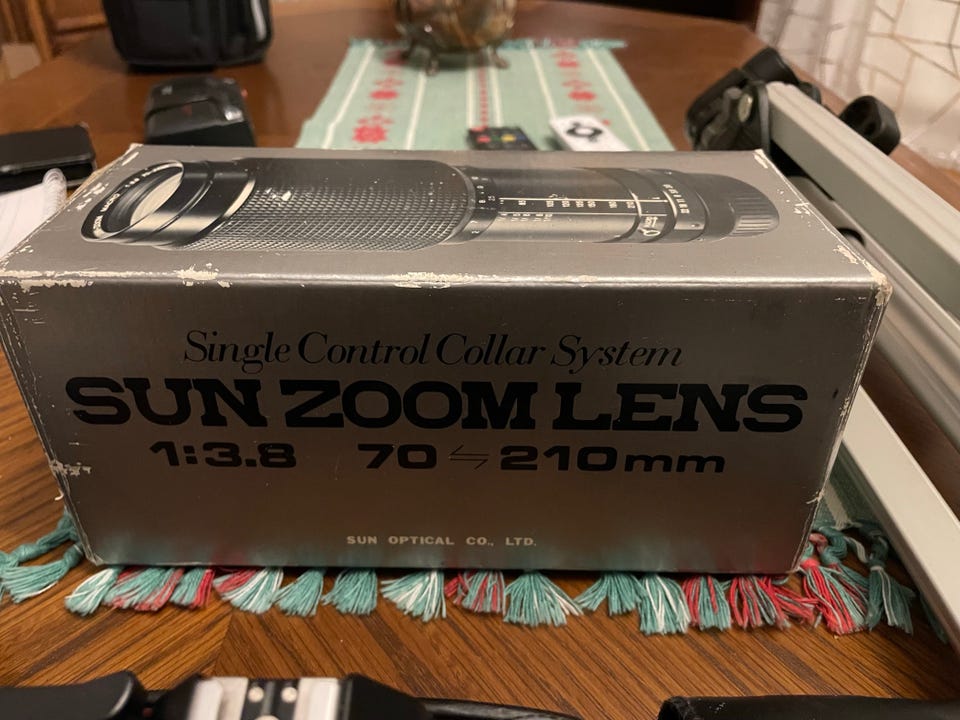 Single Control Collar System
SUN ZOOM LENS
1:3.8 70⇋210mm
SUN OPTICAL CO., LTD.